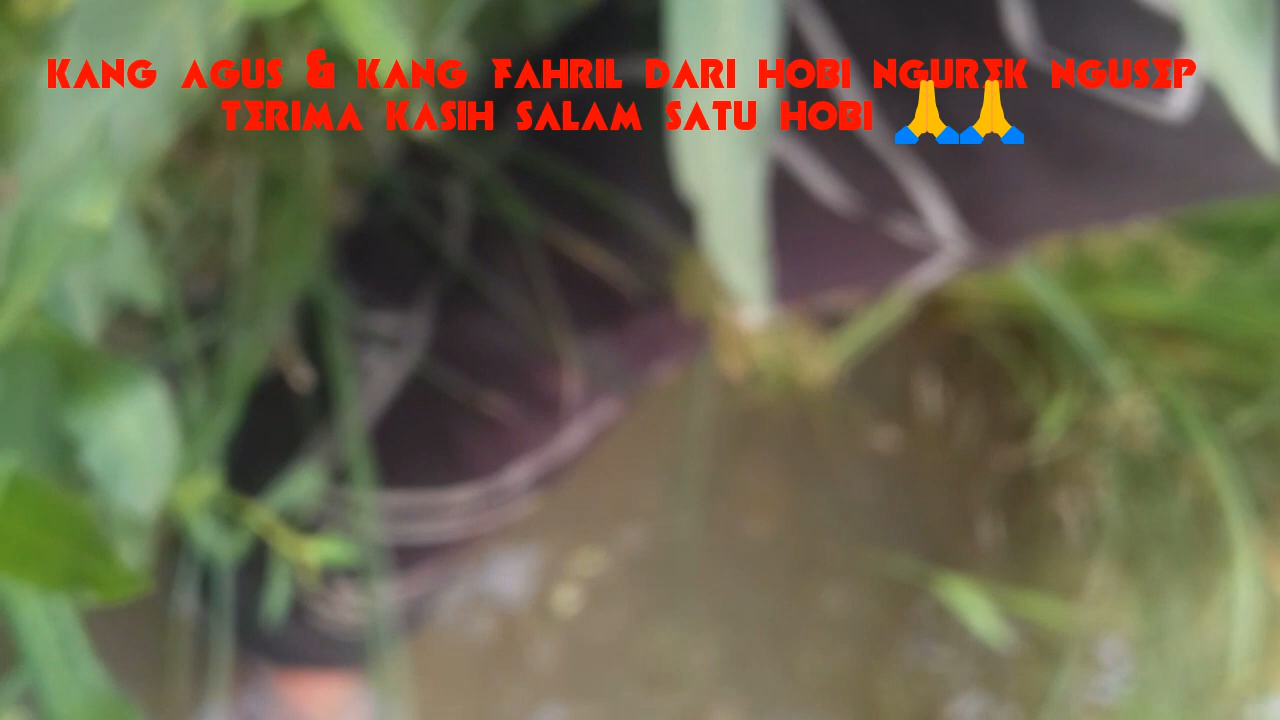 KANG AGUS & KANG FAHRIL DARI HOBI NGUREK NGUSEP
TERIMA KASIH SALAM SATU HOBI 🙏🙏